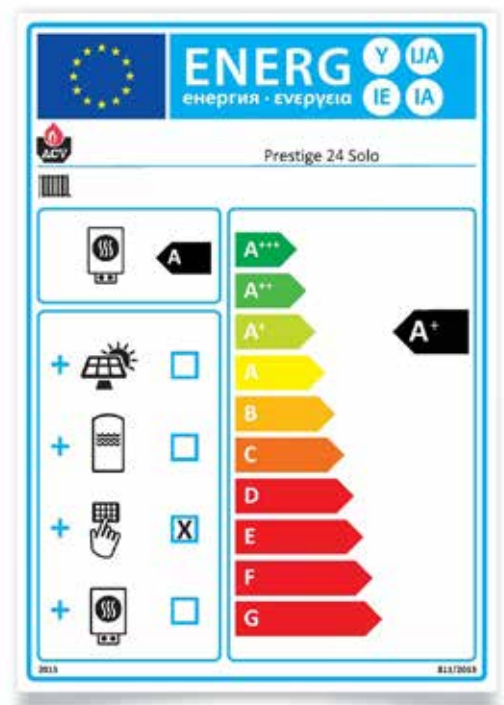 ENERG
Y IJA
IE IA
енергия · ενεργεια
ACV
Prestige 24 Solo
A
A+++
A++
A+
A
B
C
D
E
F
G
A+
+
+
+ X
+
2015
811/2013